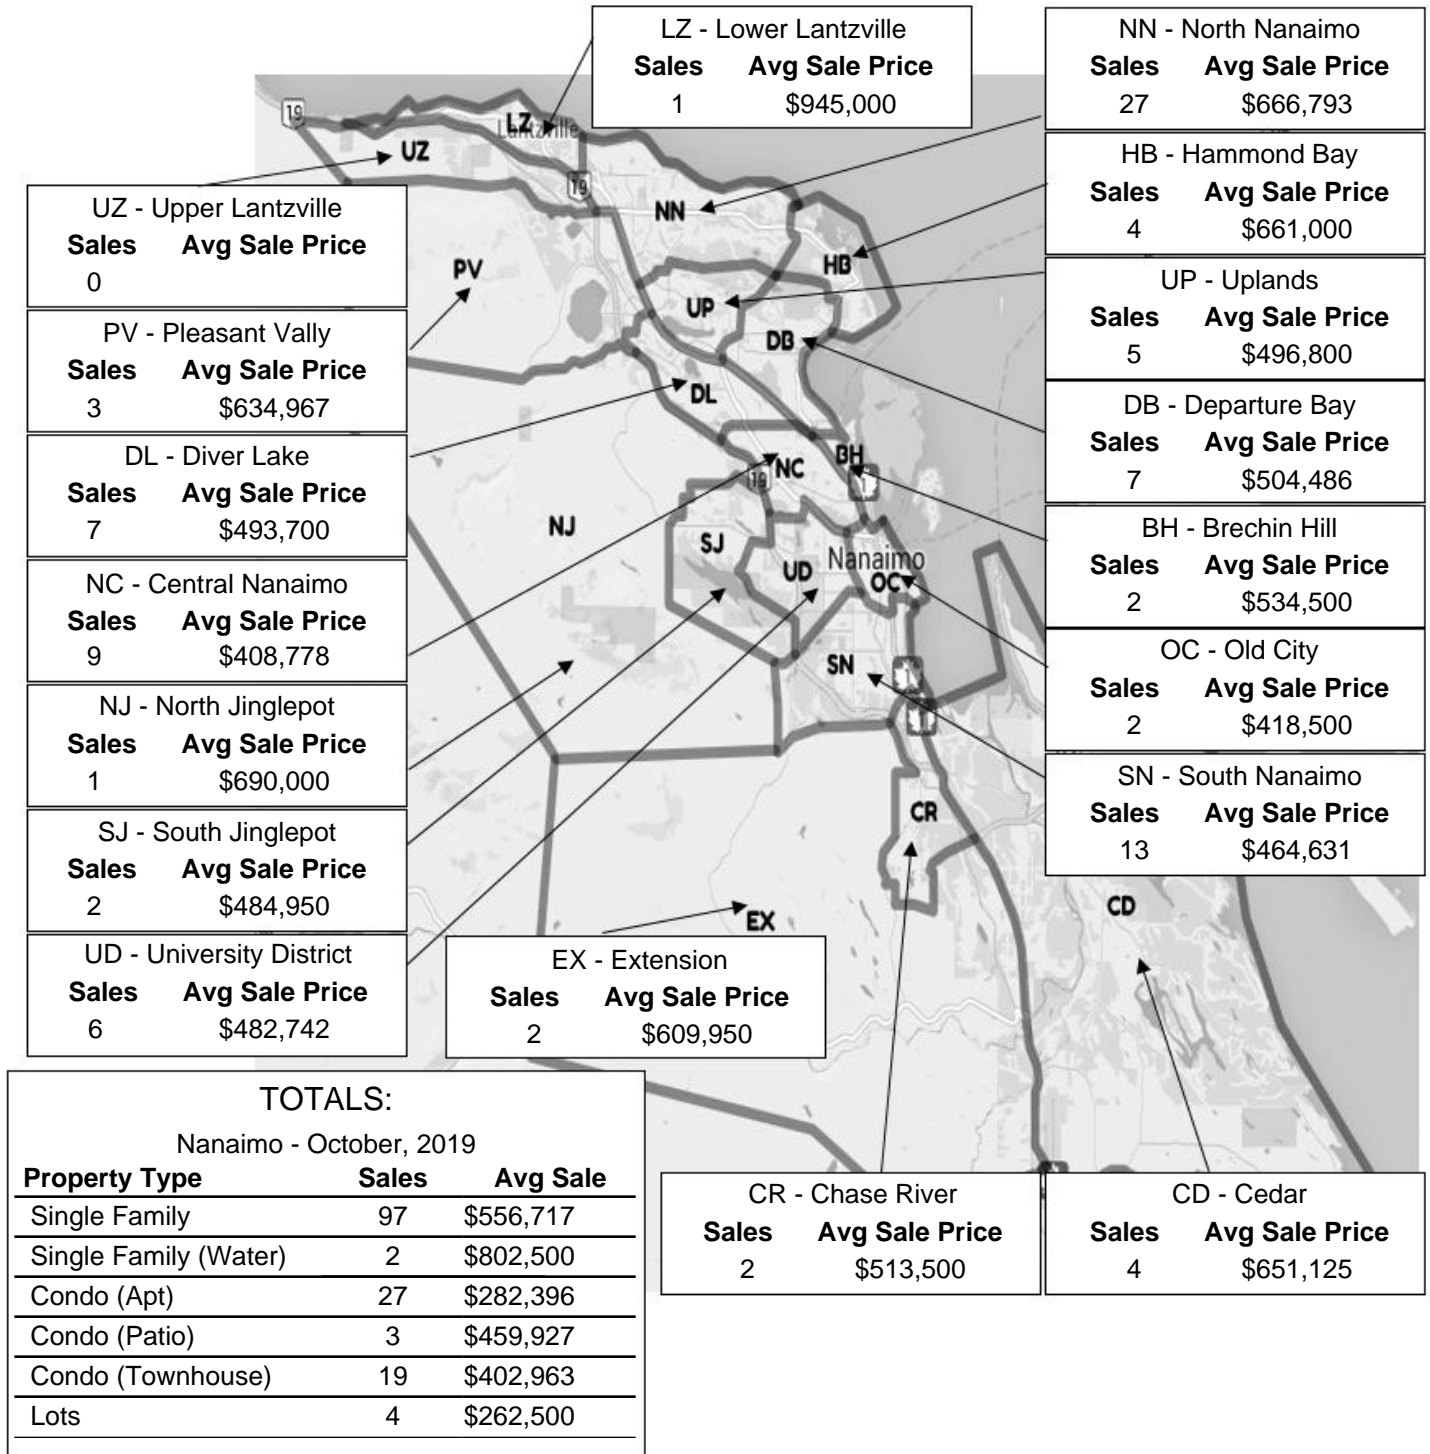 LZ - Lower Lantzville
Sales Avg Sale Price
1 $945,000
NN - North Nanaimo
Sales Avg Sale Price
27 $666,793
HB - Hammond Bay
Sales Avg Sale Price
4 $661,000
UP - Uplands
Sales Avg Sale Price
5 $496,800
DB - Departure Bay
Sales Avg Sale Price
7 $504,486
BH - Brechin Hill
Sales Avg Sale Price
2 $534,500
OC - Old City
Sales Avg Sale Price
2 $418,500
SN - South Nanaimo
Sales Avg Sale Price
13 $464,631
UZ - Upper Lantzville
Sales Avg Sale Price
0
PV - Pleasant Vally
Sales Avg Sale Price
3 $634,967
DL - Diver Lake
Sales Avg Sale Price
7 $493,700
NC - Central Nanaimo
Sales Avg Sale Price
9 $408,778
NJ - North Jinglepot
Sales Avg Sale Price
1 $690,000
SJ - South Jinglepot
Sales Avg Sale Price
2 $484,950
UD - University District
Sales Avg Sale Price
6 $482,742
EX - Extension
Sales Avg Sale Price
2 $609,950
CR - Chase River
Sales Avg Sale Price
2 $513,500
CD - Cedar
Sales Avg Sale Price
4 $651,125
19
LZ
Lantzville
UZ
19
NN
PV
HB
UP
DB
DL
BH
NC
19
1
NJ
SJ
UD
Nanaimo
OC
SN
1
1
CR
CD
EX
TOTALS:
Nanaimo - October, 2019
Property Type Sales Avg Sale
Single Family 97 $556,717
Single Family (Water) 2 $802,500
Condo (Apt) 27 $282,396
Condo (Patio) 3 $459,927
Condo (Townhouse) 19 $402,963
Lots 4 $262,500